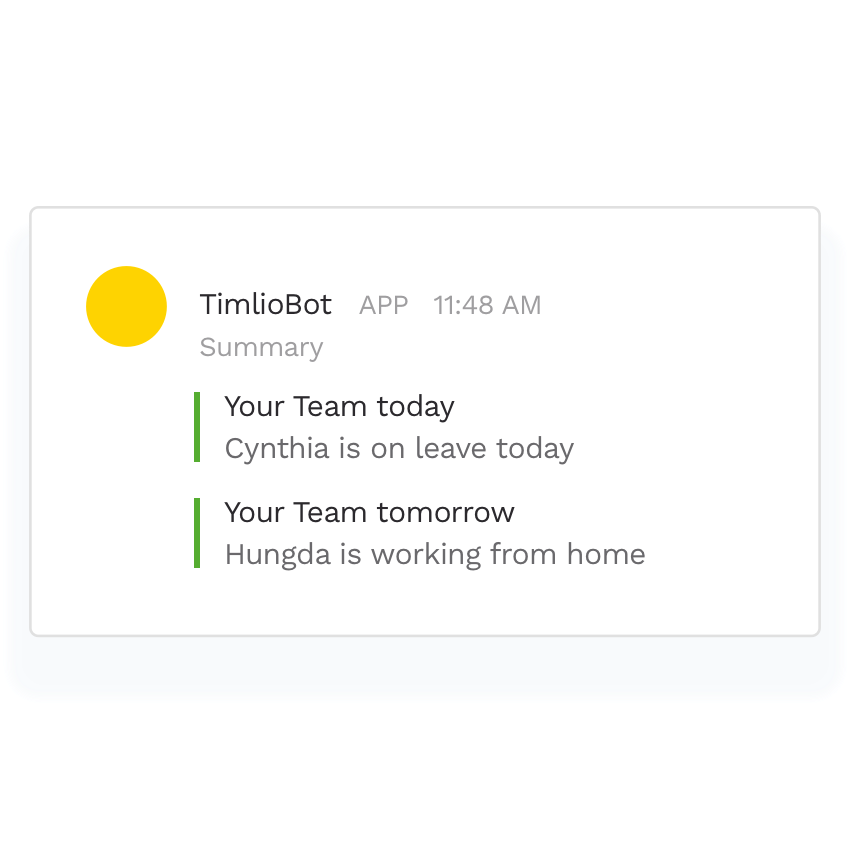 TimlioBot APP 11:48 AM
Summary
Your Team today
Cynthia is on leave today
Your Team tomorrow
Hungda is working from home